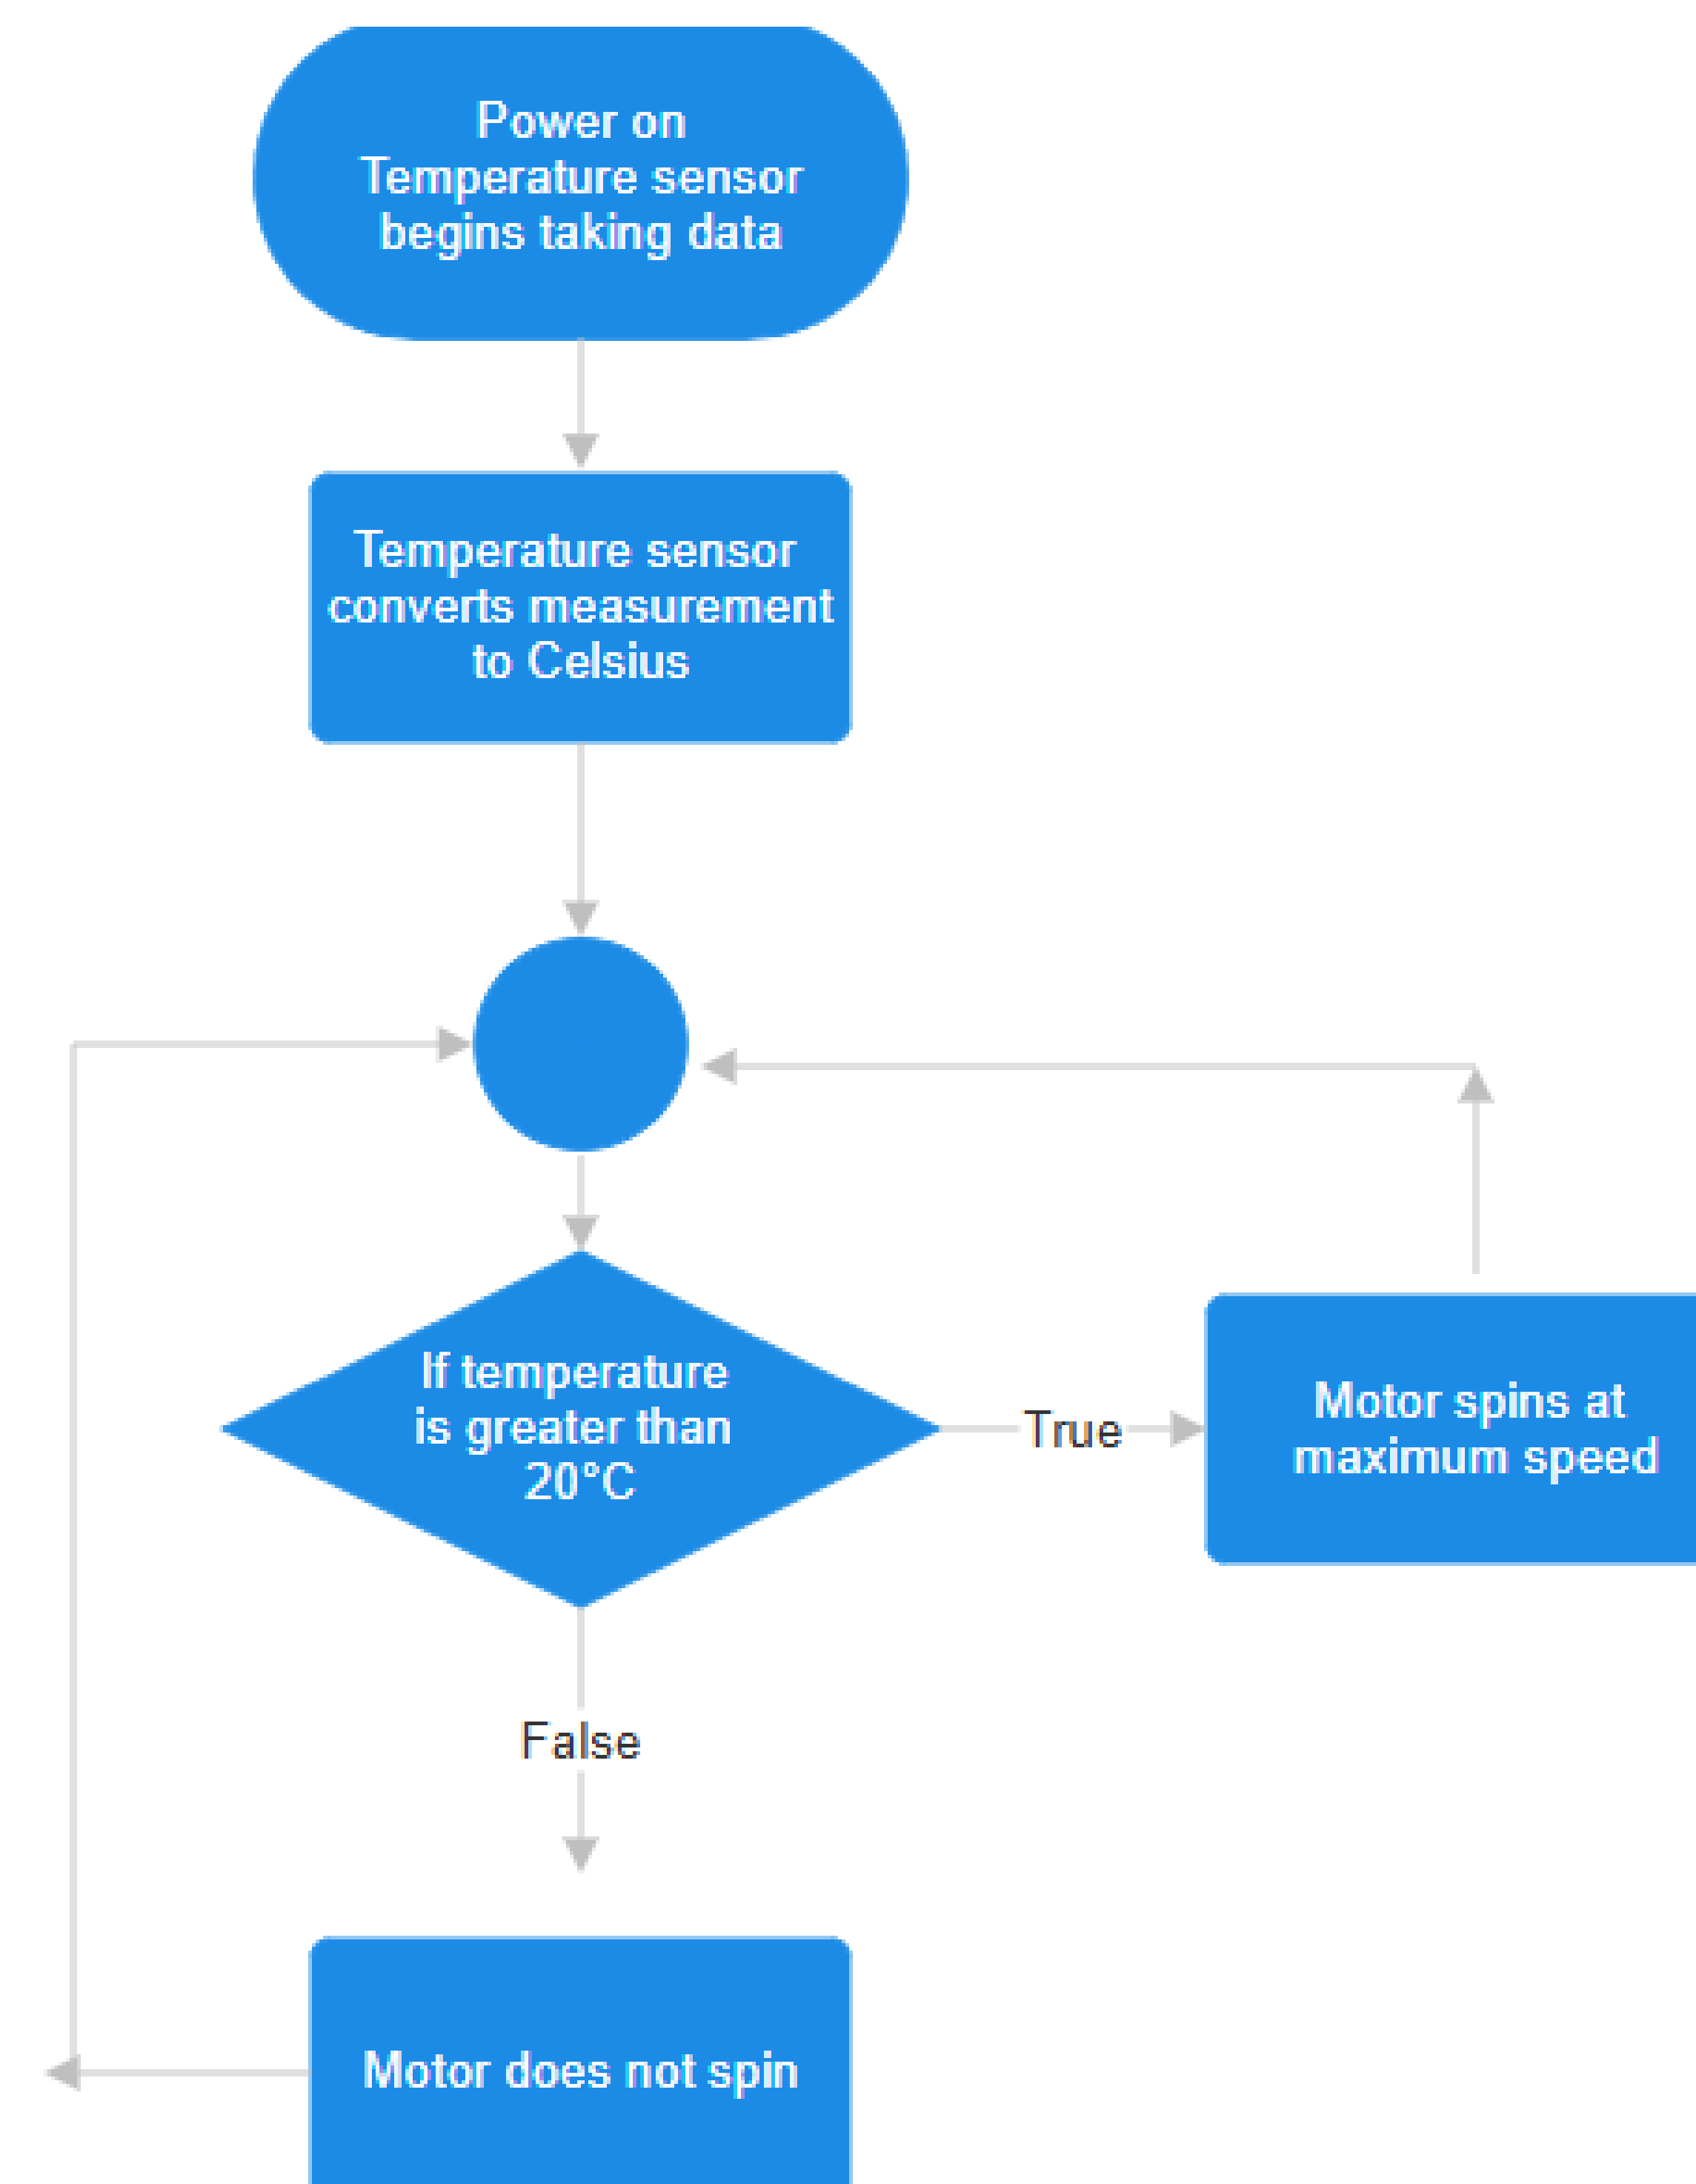 Power on
Temperature sensor
begins taking data
Temperature sensor
converts measurement
to Celsius
If temperature
is greater than
20°C
True
Motor spins at
maximum speed
False
Motor does not spin